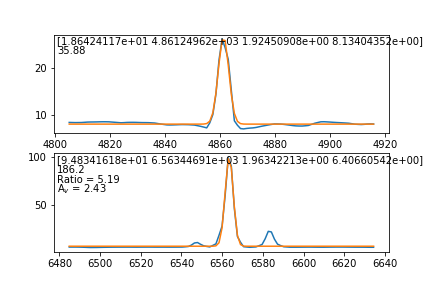 [1.86424117e+01 4.86124962e+03 1.92450908e+00 8.13404352e+00]
35.88
20
10
4800 4820 4840 4860 4880 4900 4920
[9.48341618e+01 6.56344691e+03 1.96342213e+00 6.40660542e+00]
186.2
Ratio = 5.19
Aᵥ = 2.43
100
50
6480 6500 6520 6540 6560 6580 6600 6620 6640